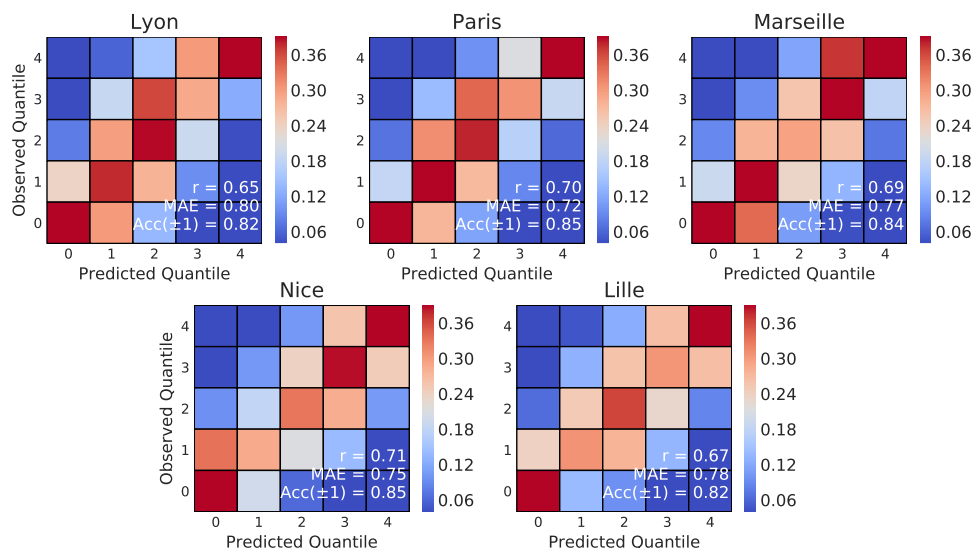 Lyon
Observed Quantile
4
3
2
1
0
0 1 2 3 4
Predicted Quantile
r = 0.65
MAE = 0.80
Acc(±1) = 0.82
0.36
0.30
0.24
0.18
0.12
0.06
Paris
0 1 2 3 4
Predicted Quantile
r = 0.70
MAE = 0.72
Acc(±1) = 0.85
0.36
0.30
0.24
0.18
0.12
0.06
4
3
2
1
0
Marseille
4
3
2
1
0
0 1 2 3 4
Predicted Quantile
r = 0.69
MAE = 0.77
Acc(±1) = 0.84
0.36
0.30
0.24
0.18
0.12
0.06
Nice
Observed Quantile
4
3
2
1
0
0 1 2 3 4
Predicted Quantile
r = 0.71
MAE = 0.75
Acc(±1) = 0.85
0.36
0.30
0.24
0.18
0.12
0.06
Lille
4
3
2
1
0
0 1 2 3 4
Predicted Quantile
r = 0.67
MAE = 0.78
Acc(±1) = 0.82
0.36
0.30
0.24
0.18
0.12
0.06